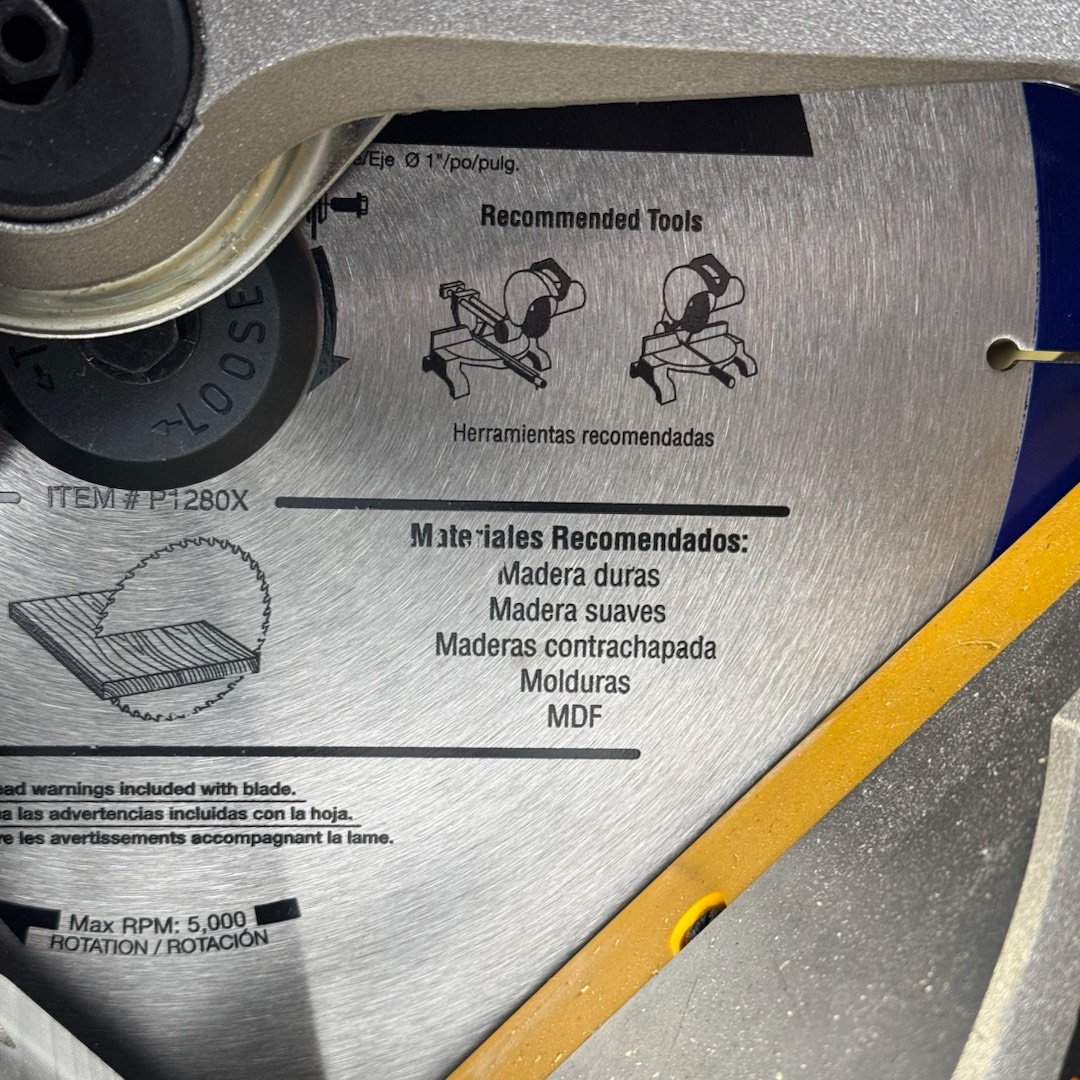 Eje Ø 1"/po/pulg.
Recommended Tools
LOOSE
Herramientas recomendadas
ITEM # P1280X
Materiales Recomendados:
Madera duras
Madera suaves
Maderas contrachapada
Molduras
MDF
warnings included with blade.
las advertencias incluidas con la hoja.
les avertissements accompagnant la lame.
Max RPM: 5,000
ROTATION / ROTACIÓN